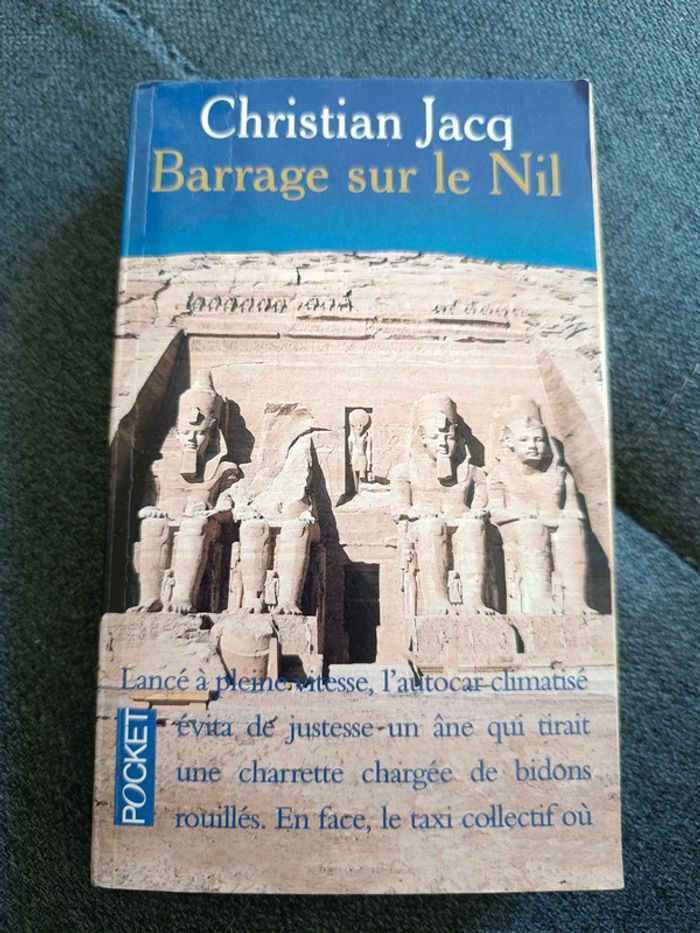 Christian Jacq
Barrage sur le Nil
Lancé à pleine vitesse, l'autocar climatisé
évita de justesse un âne qui tirait
une charrette chargée de bidons
rouillés. En face, le taxi collectif où
POCKET